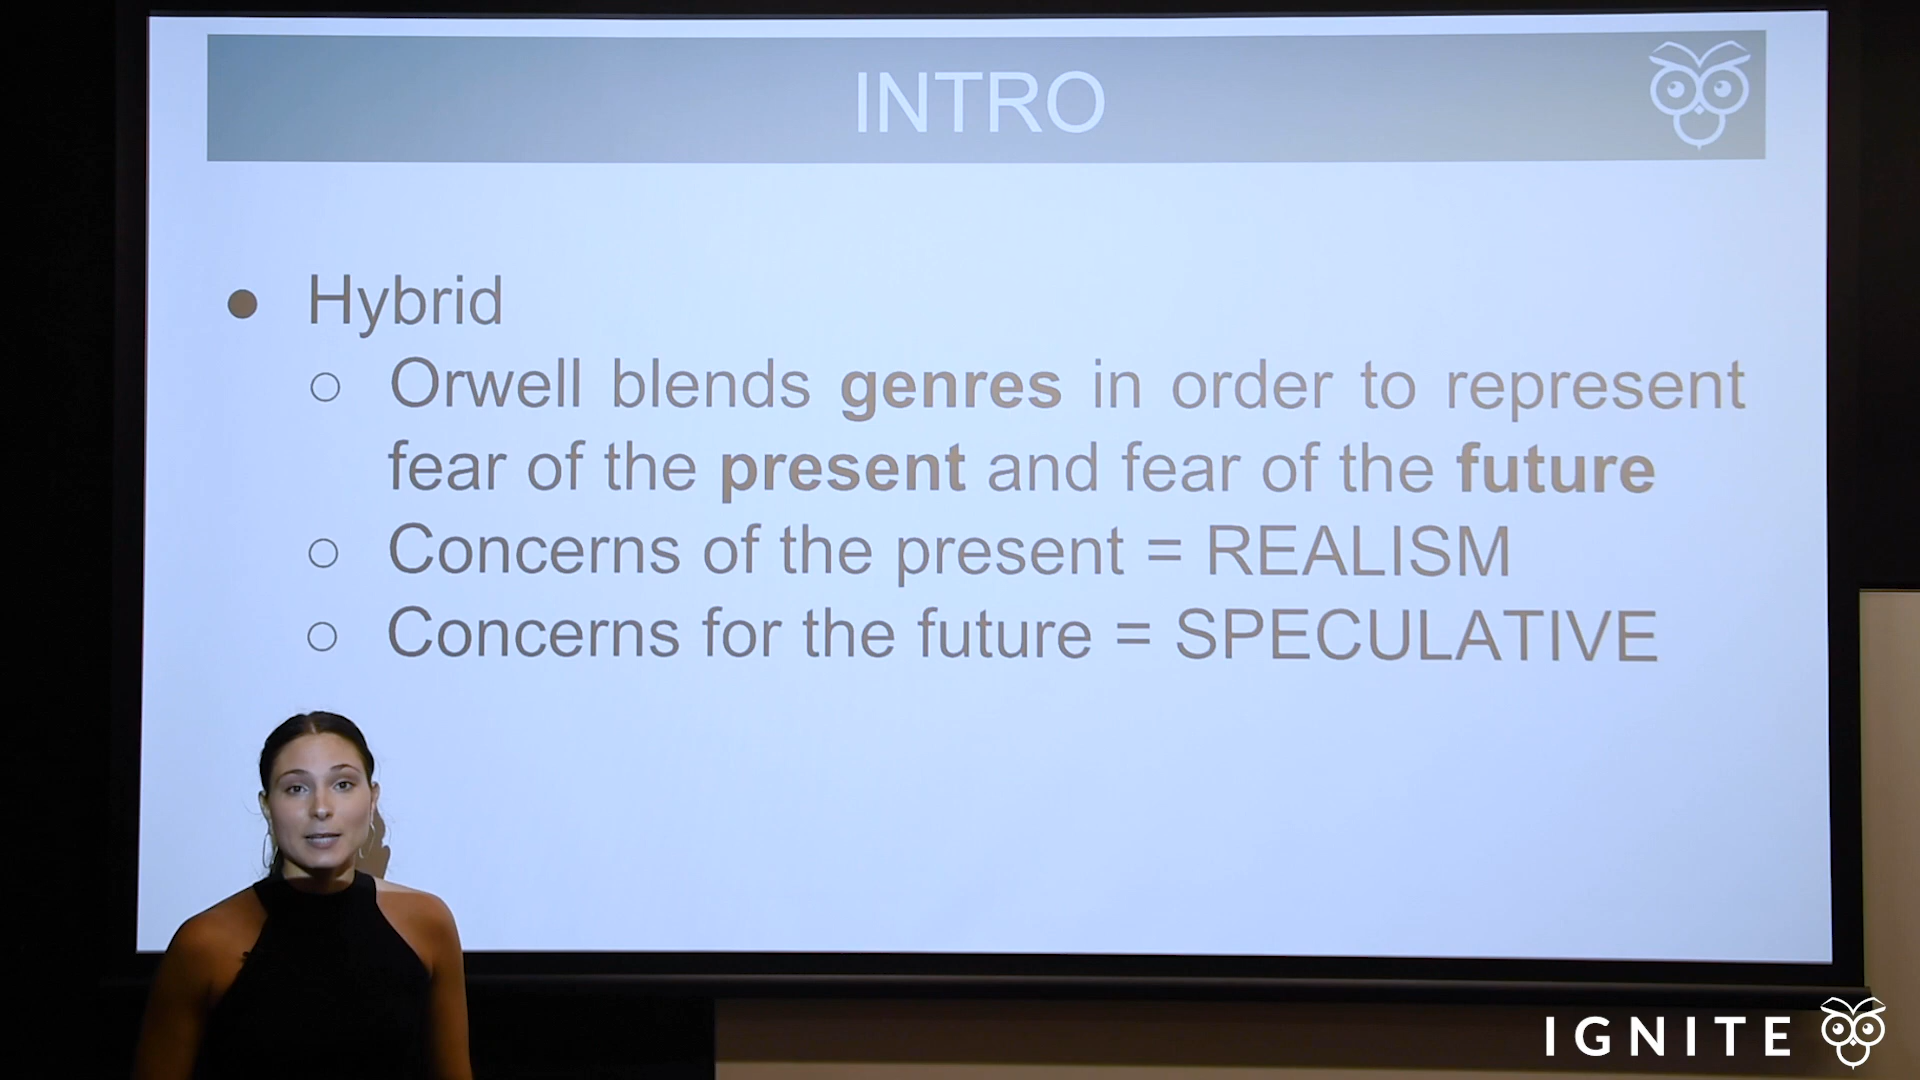 INTRO
● Hybrid
○ Orwell blends genres in order to represent
fear of the present and fear of the future
○ Concerns of the present = REALISM
○ Concerns for the future = SPECULATIVE
IGNITE